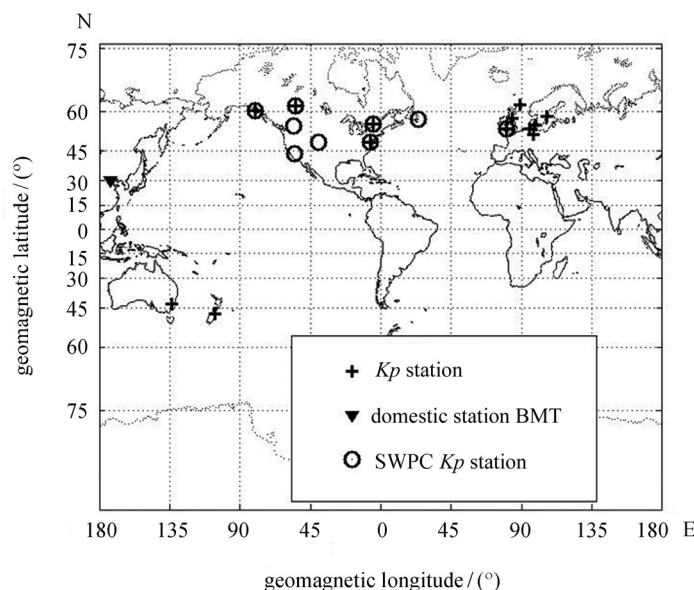 N
75
60
45
30
15
0
15
30
45
60
75
geomagnetic latitude / (°)
Kp station
domestic station BMT
SWPC Kp station
180 135 90 45 0 45 90 135 180 E
geomagnetic longitude / (°)